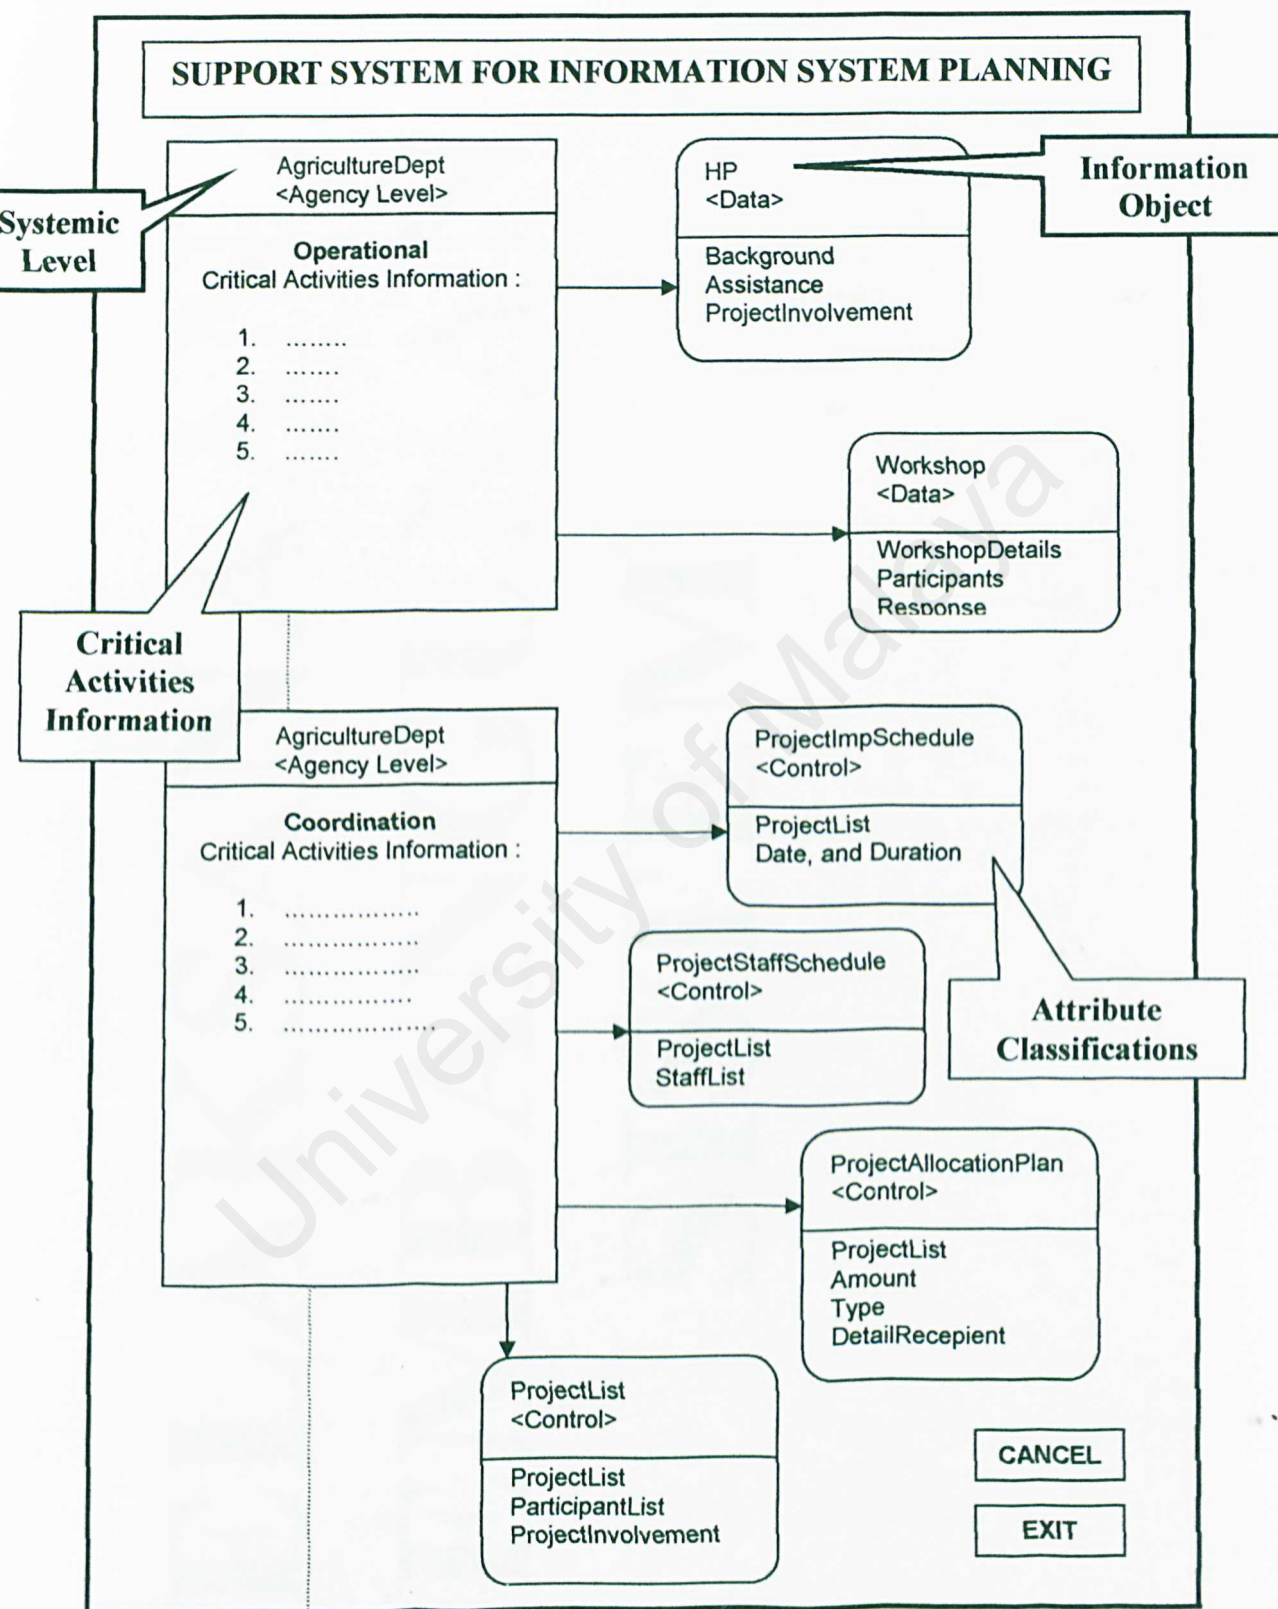 SUPPORT SYSTEM FOR INFORMATION SYSTEM PLANNING
AgricultureDept
<Agency Level>
Systemic
Level
Operational
Critical Activities Information :
1. ........
2. .......
3. .......
4. .......
5. .......
HP
<Data>
Background
Assistance
ProjectInvolvement
Information
Object
Workshop
<Data>
WorkshopDetails
Participants
Response
Critical
Activities
Information
AgricultureDept
<Agency Level>
Coordination
Critical Activities Information :
1. ..................
2. ..................
3. ..................
4. .................
5. ....................
ProjectImpSchedule
<Control>
ProjectList
Date, and Duration
ProjectStaffSchedule
<Control>
ProjectList
StaffList
Attribute
Classifications
ProjectAllocationPlan
<Control>
ProjectList
Amount
Type
DetailRecepient
ProjectList
<Control>
ProjectList
ParticipantList
ProjectInvolvement
CANCEL
EXIT
University of Malaya